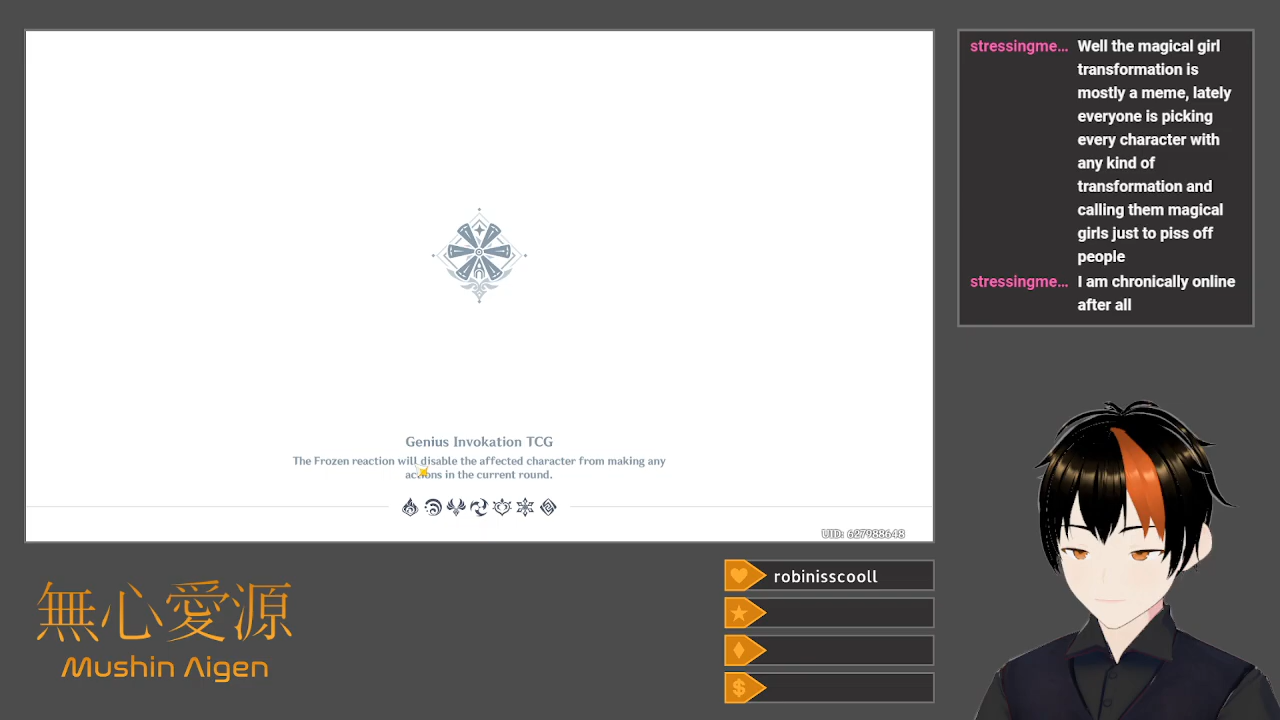 stressingme... Well the magical girl
transformation is
mostly a meme, lately
everyone is picking
every character with
any kind of
transformation and
calling them magical
girls just to piss off
people
stressingme... I am chronically online
after all
Genius Invokation TCG
The Frozen reaction will disable the affected character from making any
actions in the current round.
UID: 627988648
robinisscooll
無心愛源
Mushin Aigen